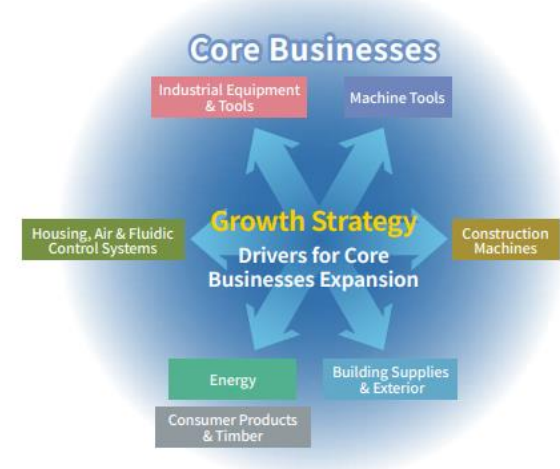 Core Businesses
Industrial Equipment
& Tools
Machine Tools
Housing, Air & Fluidic
Control Systems
Growth Strategy
Drivers for Core
Businesses Expansion
Construction
Machines
Energy
Building Supplies
& Exterior
Consumer Products
& Timber